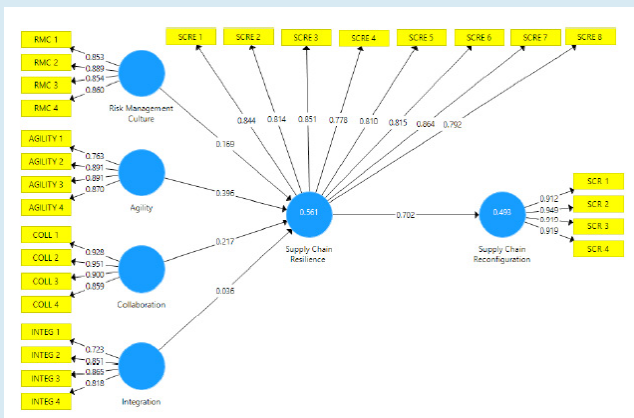 SCRE 1
SCRE 2
SCRE 3
SCRE 4
SCRE 5
SCRE 6
SCRE 7
SCRE 8
RMC 1
RMC 2
RMC 3
RMC 4
0.853
0.889
0.854
0.860
Risk Management
Culture
0.844
0.814
0.851
0.778
0.810
0.815
0.864
0.792
0.169
AGILITY 1
AGILITY 2
AGILITY 3
AGILITY 4
0.763
0.891
0.891
0.870
Agility
0.396
0.561
Supply Chain
Resilience
0.702
0.493
Supply Chain
Reconfiguration
0.912
0.949
0.919
SCR 1
SCR 2
SCR 3
SCR 4
COLL 1
COLL 2
COLL 3
COLL 4
0.928
0.951
0.900
0.859
Collaboration
0.217
0.036
INTEG 1
INTEG 2
INTEG 3
INTEG 4
0.723
0.851
0.865
0.818
Integration